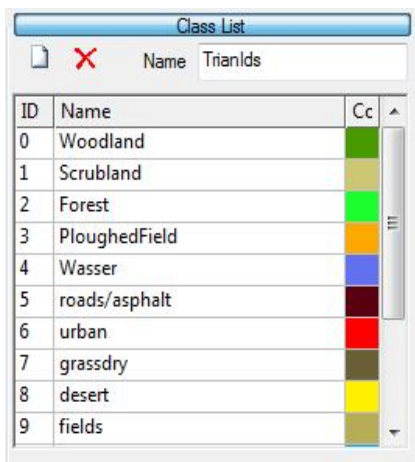 Class List
Name Trianlds
ID Name Cc
0 Woodland
1 Scrubland
2 Forest
3 PloughedField
4 Wasser
5 roads/asphalt
6 urban
7 grassdry
8 desert
9 fields